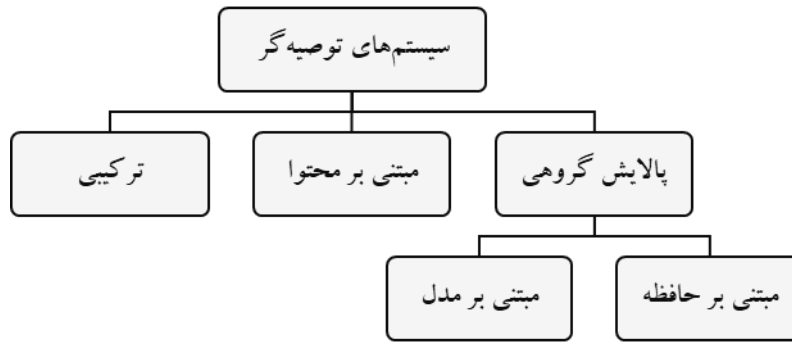 سیستم‌های توصیه‌گر
پالایش گروهی
مبتنی بر محتوا
ترکیبی
مبتنی بر حافظه
مبتنی بر مدل